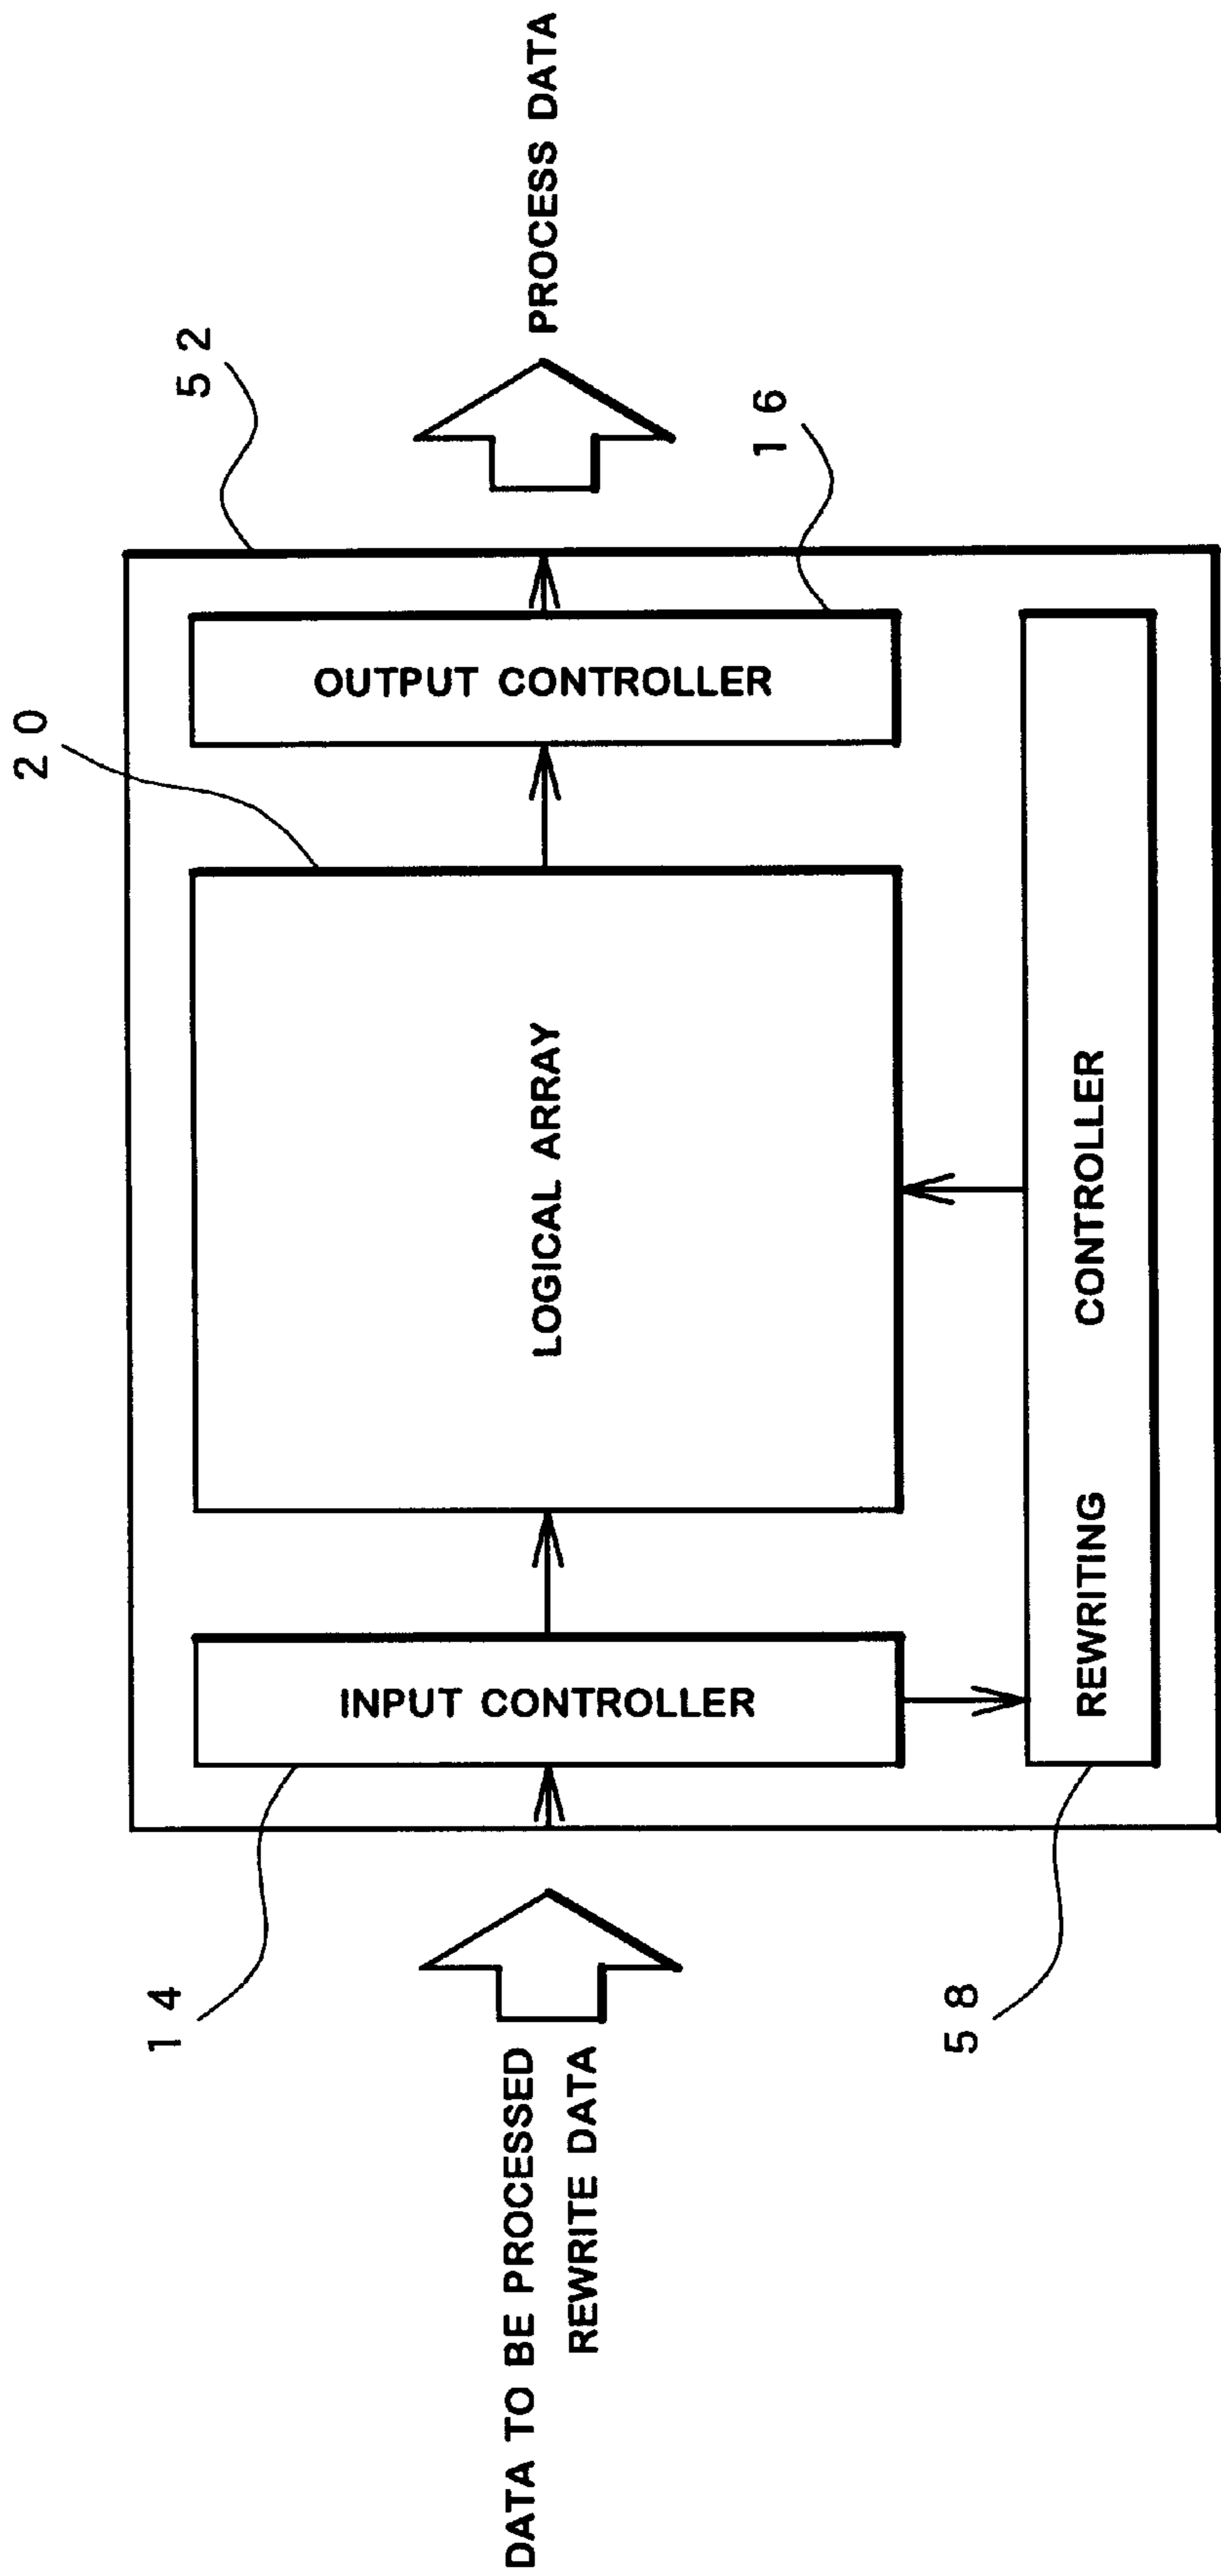 DATA TO BE PROCESSED
REWRITE DATA
14
INPUT CONTROLLER
20
LOGICAL ARRAY
OUTPUT CONTROLLER
16
52
REWRITING CONTROLLER
58
PROCESS DATA